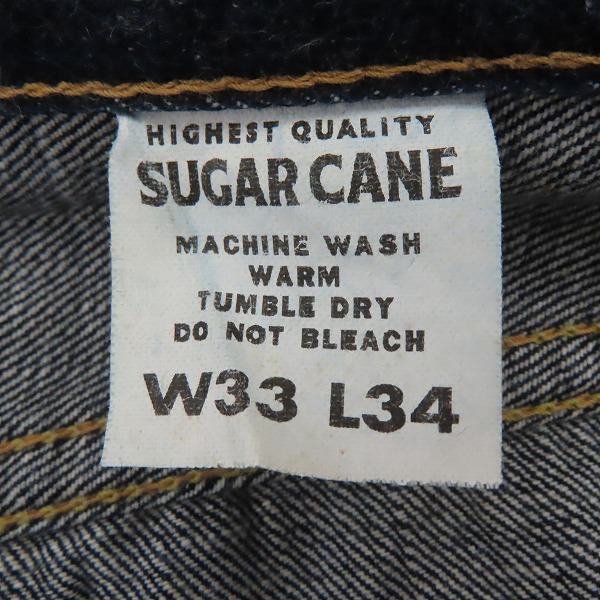 HIGHEST QUALITY
SUGAR CANE
MACHINE WASH
WARM
TUMBLE DRY
DO NOT BLEACH
W33 L34